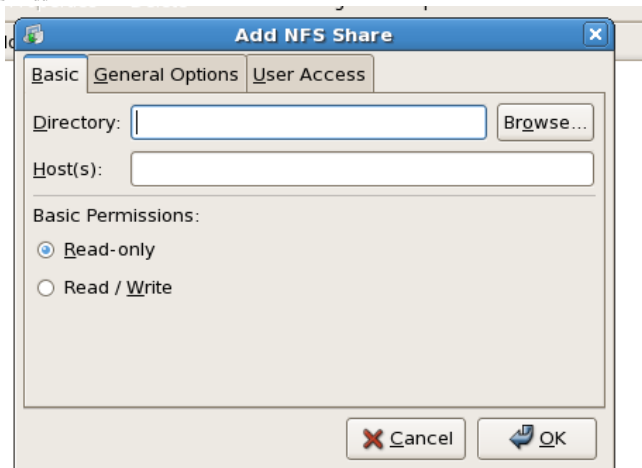 Add NFS Share
Basic General Options User Access
Directory: Browse...
Host(s):
Basic Permissions:
Read-only
Read / Write
Cancel OK